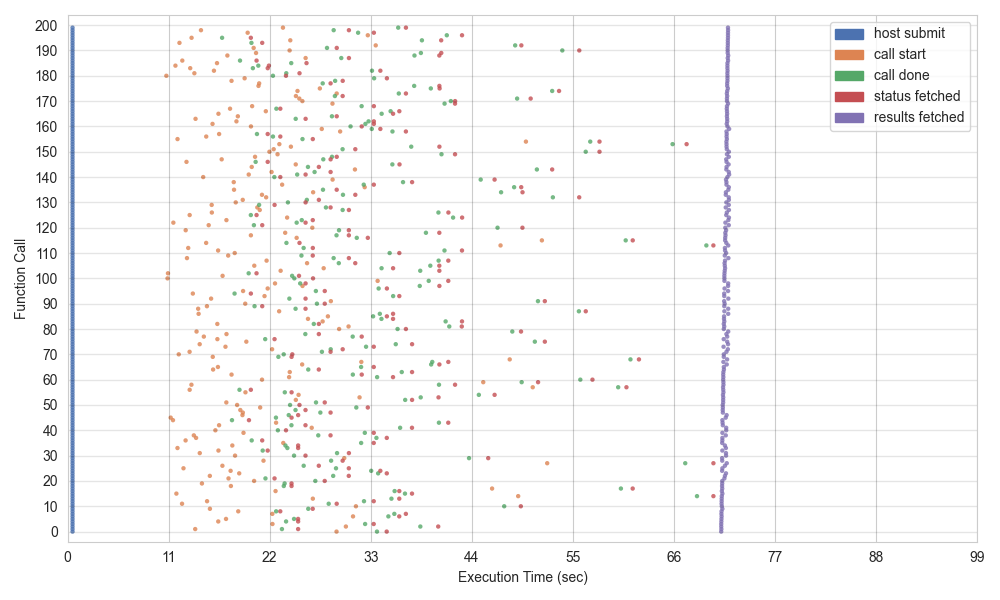 200
190
180
170
160
150
140
130
120
110
100
90
80
70
60
50
40
30
20
10
0
Function Call
host submit
call start
call done
status fetched
results fetched
0 11 22 33 44 55 66 77 88 99
Execution Time (sec)